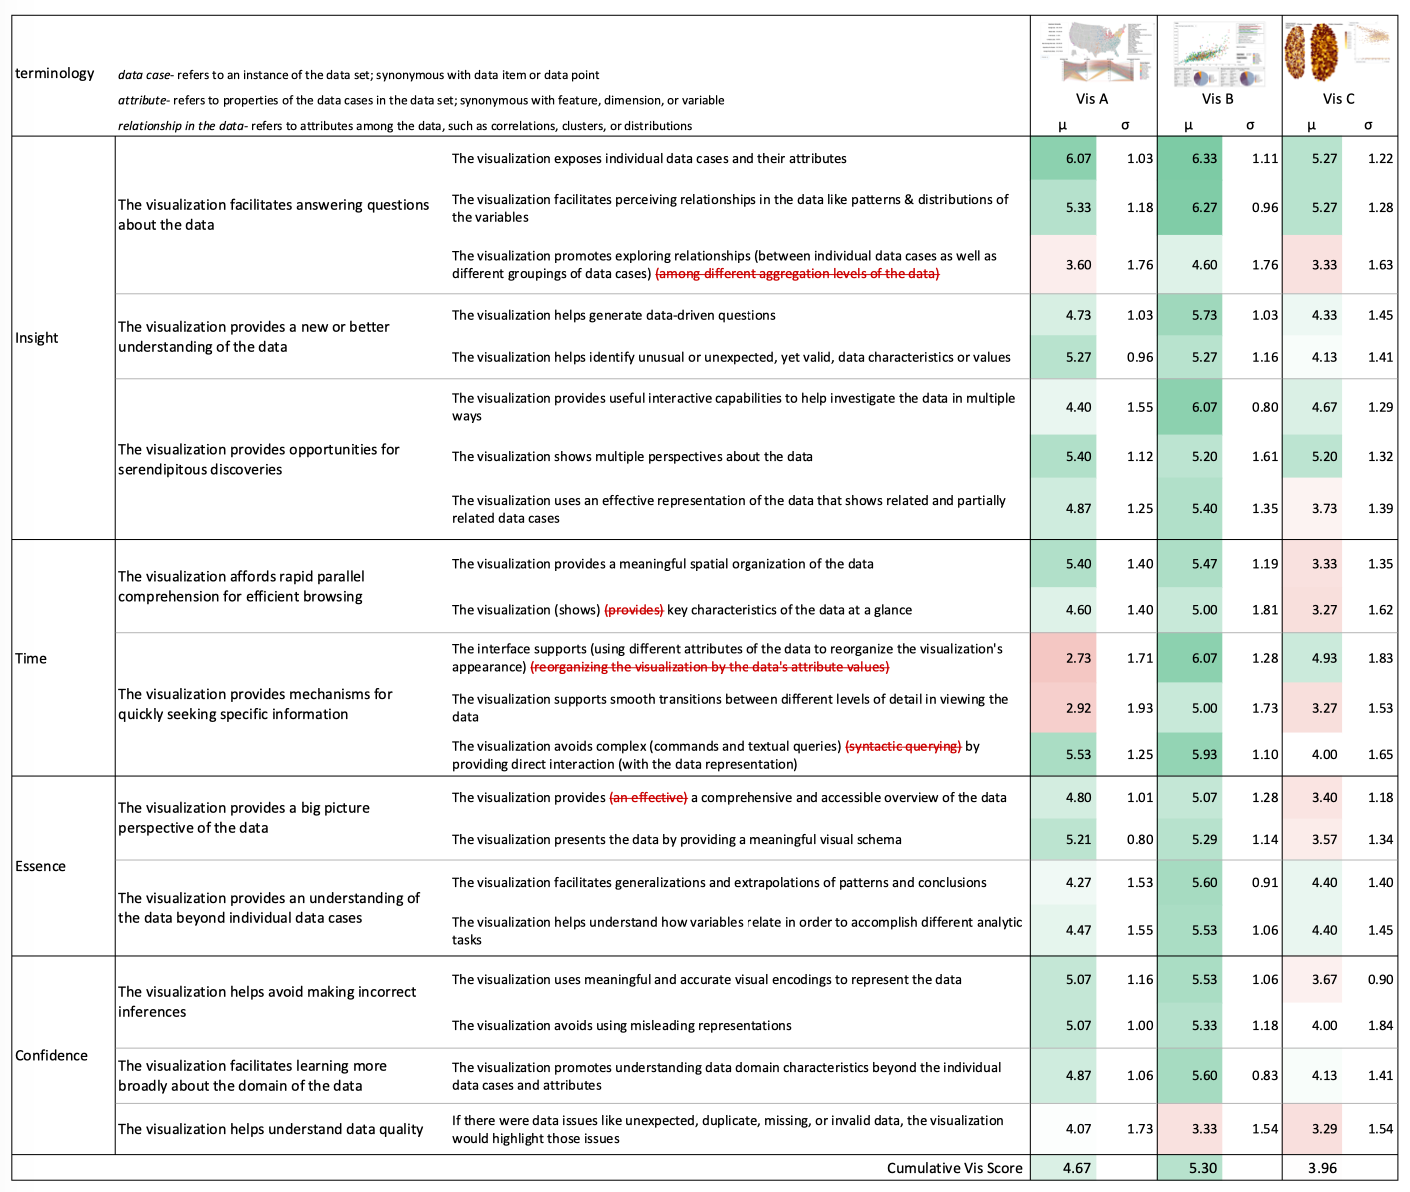 terminology
data case- refers to an instance of the data set; synonymous with data item or data point
attribute- refers to properties of the data cases in the data set; synonymous with feature, dimension, or variable
relationship in the data- refers to attributes among the data, such as correlations, clusters, or distributions
Vis A Vis B Vis C
μ σ μ σ μ σ
Insight
The visualization facilitates answering questions
about the data
The visualization exposes individual data cases and their attributes
6.07 1.03 6.33 1.11 5.27 1.22
The visualization facilitates perceiving relationships in the data like patterns & distributions of
the variables
5.33 1.18 6.27 0.96 5.27 1.28
The visualization promotes exploring relationships (between individual data cases as well as
different groupings of data cases) (among different aggregation levels of the data)
3.60 1.76 4.60 1.76 3.33 1.63
The visualization provides a new or better
understanding of the data
The visualization helps generate data-driven questions
4.73 1.03 5.73 1.03 4.33 1.45
The visualization helps identify unusual or unexpected, yet valid, data characteristics or values
5.27 0.96 5.27 1.16 4.13 1.41
The visualization provides opportunities for
serendipitous discoveries
The visualization provides useful interactive capabilities to help investigate the data in multiple
ways
4.40 1.55 6.07 0.80 4.67 1.29
The visualization shows multiple perspectives about the data
5.40 1.12 5.20 1.61 5.20 1.32
The visualization uses an effective representation of the data that shows related and partially
related data cases
4.87 1.25 5.40 1.35 3.73 1.39
Time
The visualization affords rapid parallel
comprehension for efficient browsing
The visualization provides a meaningful spatial organization of the data
5.40 1.40 5.47 1.19 3.33 1.35
The visualization (shows) (provides) key characteristics of the data at a glance
4.60 1.40 5.00 1.81 3.27 1.62
The visualization provides mechanisms for
quickly seeking specific information
The interface supports (using different attributes of the data to reorganize the visualization's
appearance) (reorganizing the visualization by the data's attribute values)
2.73 1.71 6.07 1.28 4.93 1.83
The visualization supports smooth transitions between different levels of detail in viewing the
data
2.92 1.93 5.00 1.73 3.27 1.53
The visualization avoids complex (commands and textual queries) (syntactic querying) by
providing direct interaction (with the data representation)
5.53 1.25 5.93 1.10 4.00 1.65
Essence
The visualization provides a big picture
perspective of the data
The visualization provides (an effective) a comprehensive and accessible overview of the data
4.80 1.01 5.07 1.28 3.40 1.18
The visualization presents the data by providing a meaningful visual schema
5.21 0.80 5.29 1.14 3.57 1.34
The visualization provides an understanding of
the data beyond individual data cases
The visualization facilitates generalizations and extrapolations of patterns and conclusions
4.27 1.53 5.60 0.91 4.40 1.40
The visualization helps understand how variables relate in order to accomplish different analytic
tasks
4.47 1.55 5.53 1.06 4.40 1.45
Confidence
The visualization helps avoid making incorrect
inferences
The visualization uses meaningful and accurate visual encodings to represent the data
5.07 1.16 5.53 1.06 3.67 0.90
The visualization avoids using misleading representations
5.07 1.00 5.33 1.18 4.00 1.84
The visualization facilitates learning more
broadly about the domain of the data
The visualization promotes understanding data domain characteristics beyond the individual
data cases and attributes
4.87 1.06 5.60 0.83 4.13 1.41
The visualization helps understand data quality
If there were data issues like unexpected, duplicate, missing, or invalid data, the visualization
would highlight those issues
4.07 1.73 3.33 1.54 3.29 1.54
Cumulative Vis Score 4.67 5.30 3.96